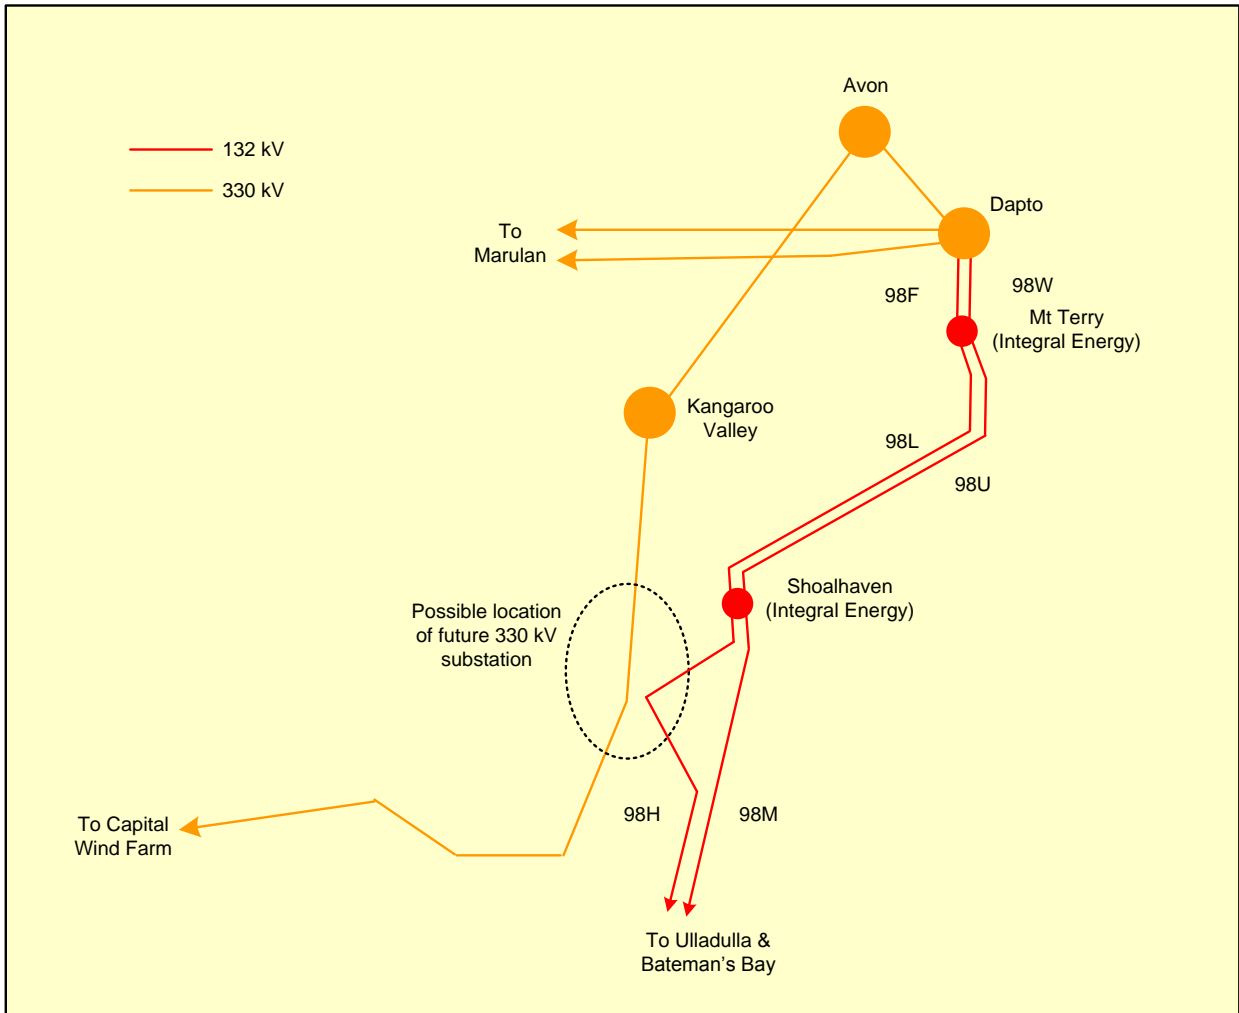 Avon
132 kV
330 kV
Dapto
To
Marulan
98F
98W
Mt Terry
(Integral Energy)
Kangaroo
Valley
98L
98U
Shoalhaven
(Integral Energy)
Possible location
of future 330 kV
substation
98H
98M
To Capital
Wind Farm
To Ulladulla &
Bateman's Bay